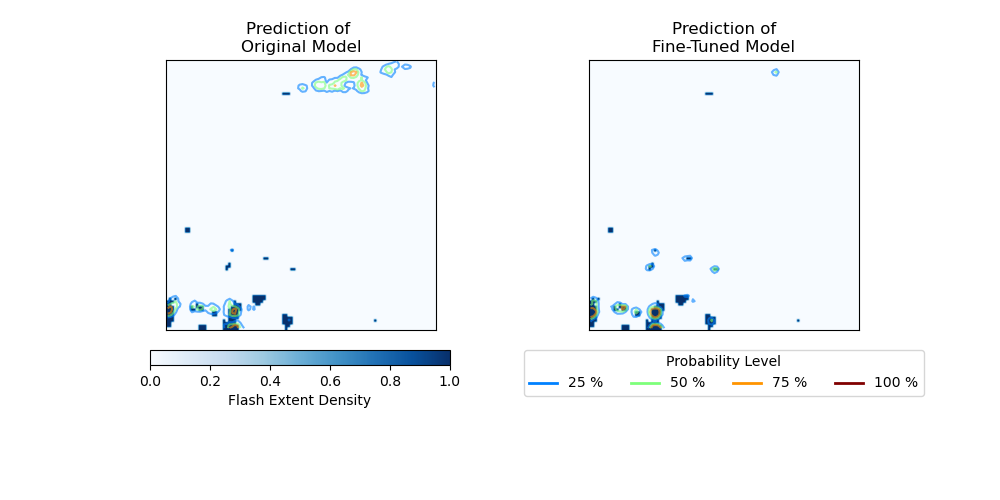 Prediction of
Original Model
Prediction of
Fine-Tuned Model
0.0 0.2 0.4 0.6 0.8 1.0
Flash Extent Density
Probability Level
25 % 50 % 75 % 100 %